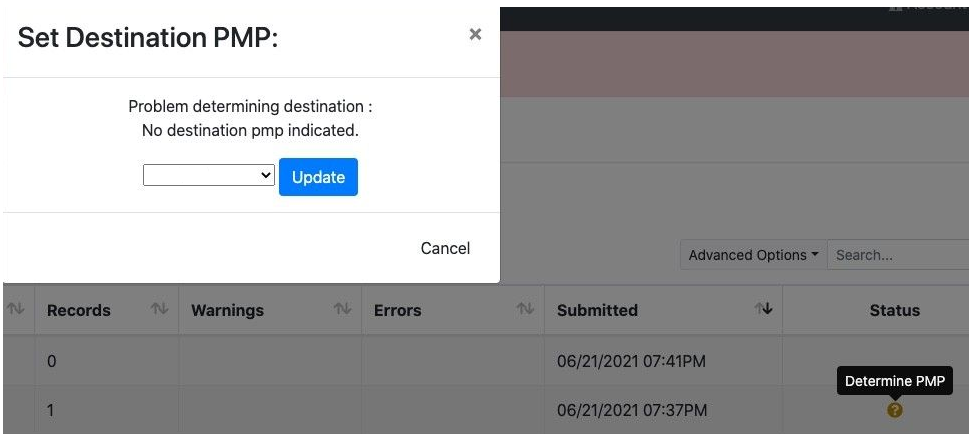 Set Destination PMP:
×
Problem determining destination :
No destination pmp indicated.
Update
Cancel
Advanced Options
Search...
Records Warnings Errors Submitted Status
0 06/21/2021 07:41PM
Determine PMP
1 06/21/2021 07:37PM ?